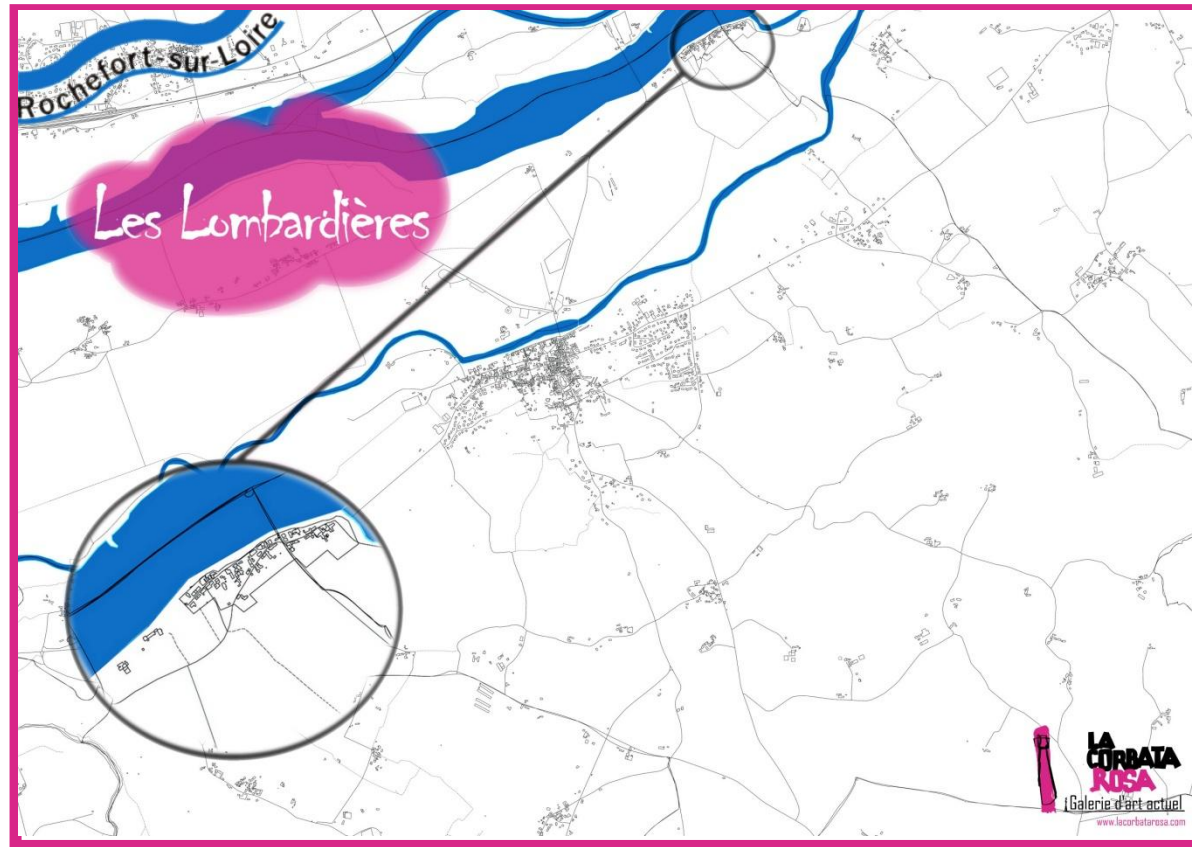 Rochefort-sur-Loire
Les Lombardières
LA
CORBATA
ROSA
Galerie d'art actuel
www.lacorbatarosa.com